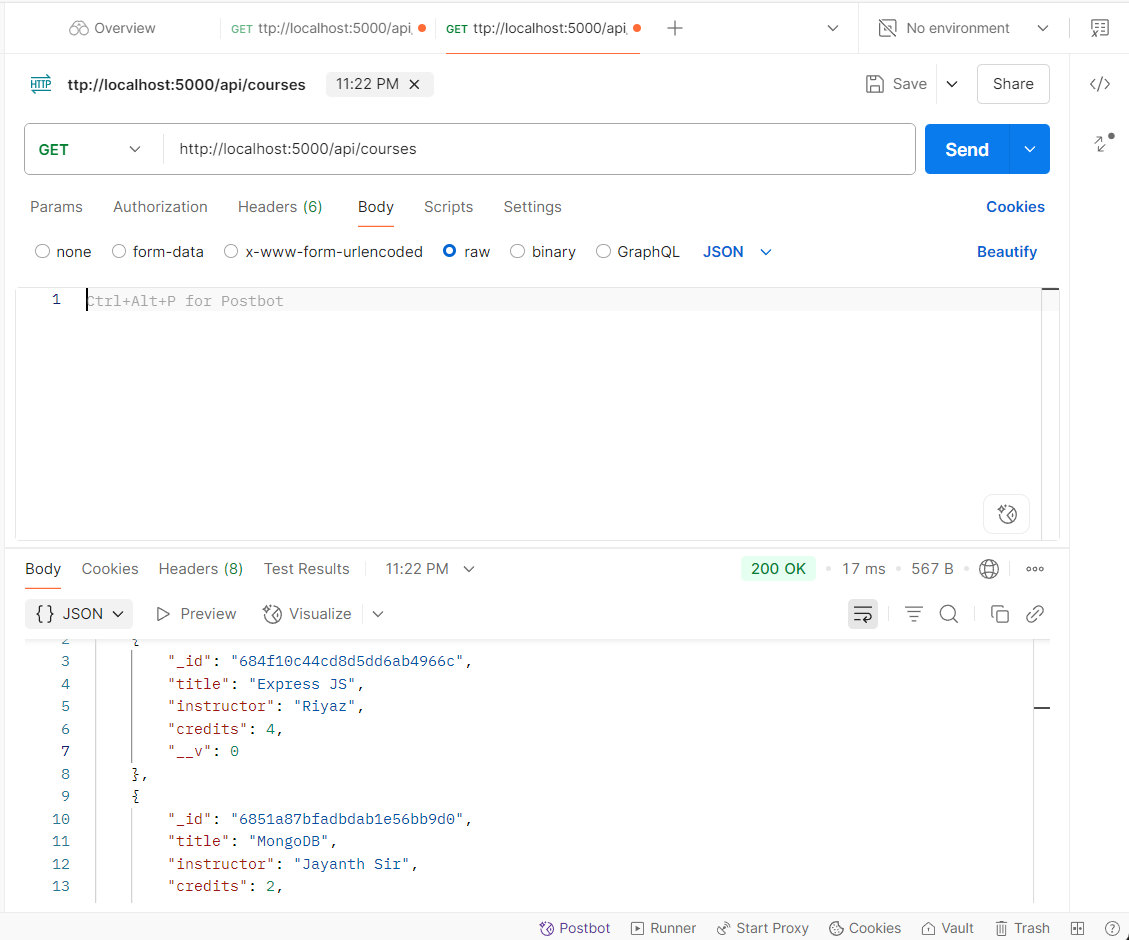 Overview GET ttp://localhost:5000/api, GET ttp://localhost:5000/api, No environment
HTTP ttp://localhost:5000/api/courses 11:22 PM Save Share
GET http://localhost:5000/api/courses Send
Params Authorization Headers (6) Body Scripts Settings Cookies
none form-data x-www-form-urlencoded raw binary GraphQL JSON Beautify
1 Ctrl+Alt+P for Postbot
Body Cookies Headers (8) Test Results 11:22 PM 200 OK 17 ms 567 B
{} JSON Preview Visualize
2 {
3 "_id": "684f10c44cd8d5dd6ab4966c",
4 "title": "Express JS",
5 "instructor": "Riyaz",
6 "credits": 4,
7 "__v": 0
8 },
9 {
10 "_id": "6851a87bfadbdab1e56bb9d0",
11 "title": "MongoDB",
12 "instructor": "Jayanth Sir",
13 "credits": 2,
Postbot Runner Start Proxy Cookies Vault Trash